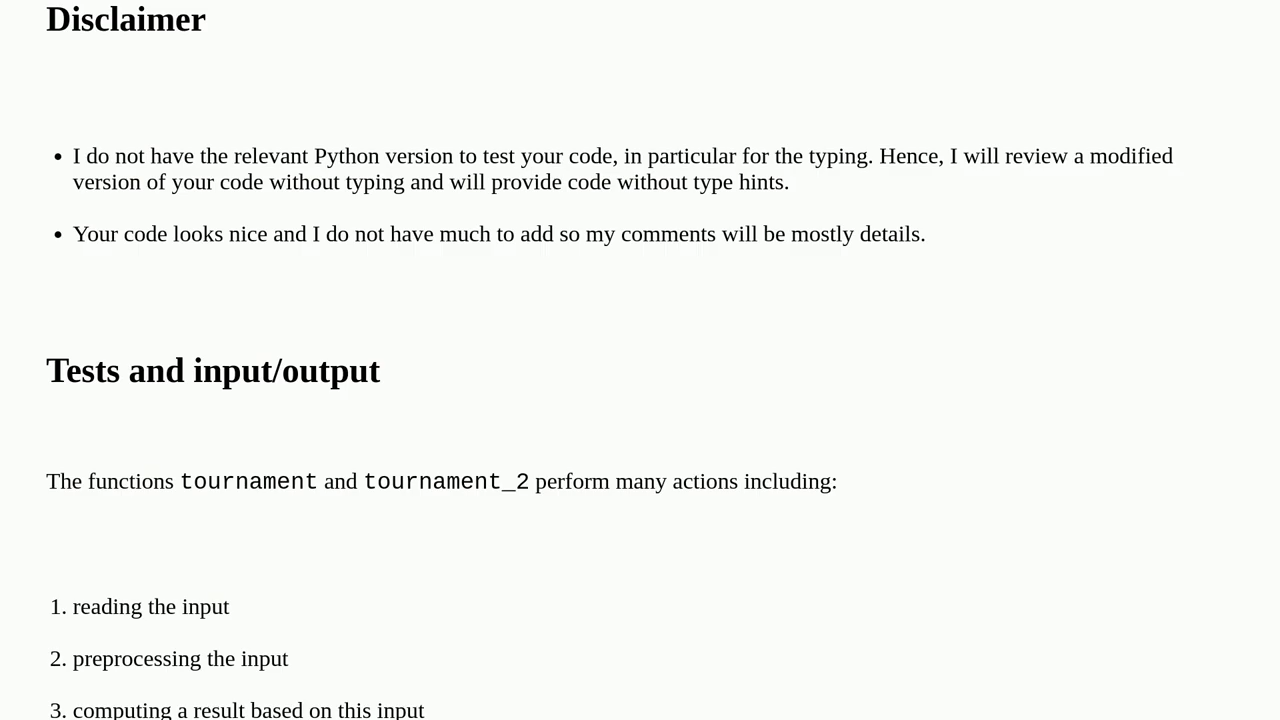 Disclaimer
• I do not have the relevant Python version to test your code, in particular for the typing. Hence, I will review a modified
version of your code without typing and will provide code without type hints.
• Your code looks nice and I do not have much to add so my comments will be mostly details.
Tests and input/output
The functions tournament and tournament_2 perform many actions including:
1. reading the input
2. preprocessing the input
3. computing a result based on this input